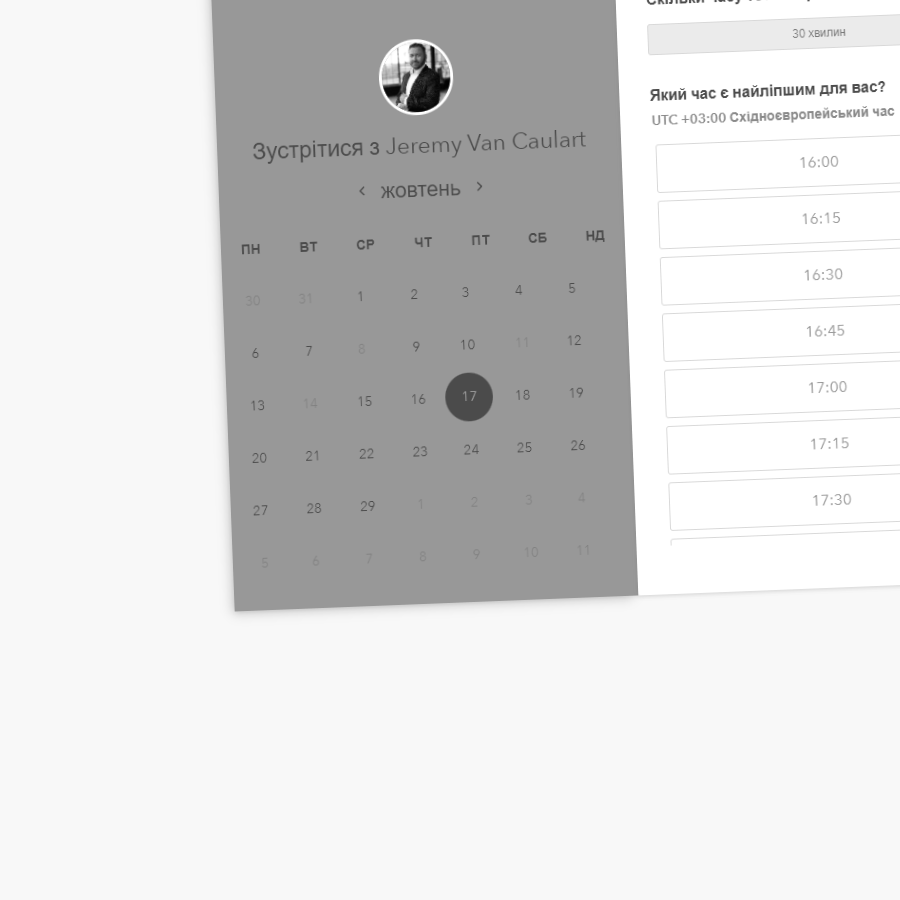 Зустрітися з Jeremy Van Caulart
‹ жовтень ›
ПН ВТ СР ЧТ ПТ СБ НД
30 31 1 2 3 4 5
6 7 8 9 10 11 12
13 14 15 16 17 18 19
20 21 22 23 24 25 26
27 28 29 1 2 3 4
5 6 7 8 9 10 11
30 хвилин
Який час є найліпшим для вас?
UTC +03:00 Східноєвропейський час
16:00
16:15
16:30
16:45
17:00
17:15
17:30